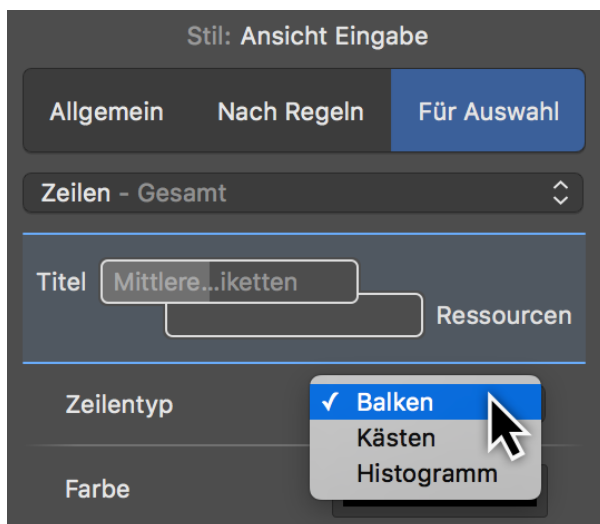 Stil: Ansicht Eingabe
Allgemein Nach Regeln Für Auswahl
Zeilen – Gesamt
Titel Mittlere...iketten
Ressourcen
Zeilentyp ✓ Balken
Kästen
Histogramm
Farbe